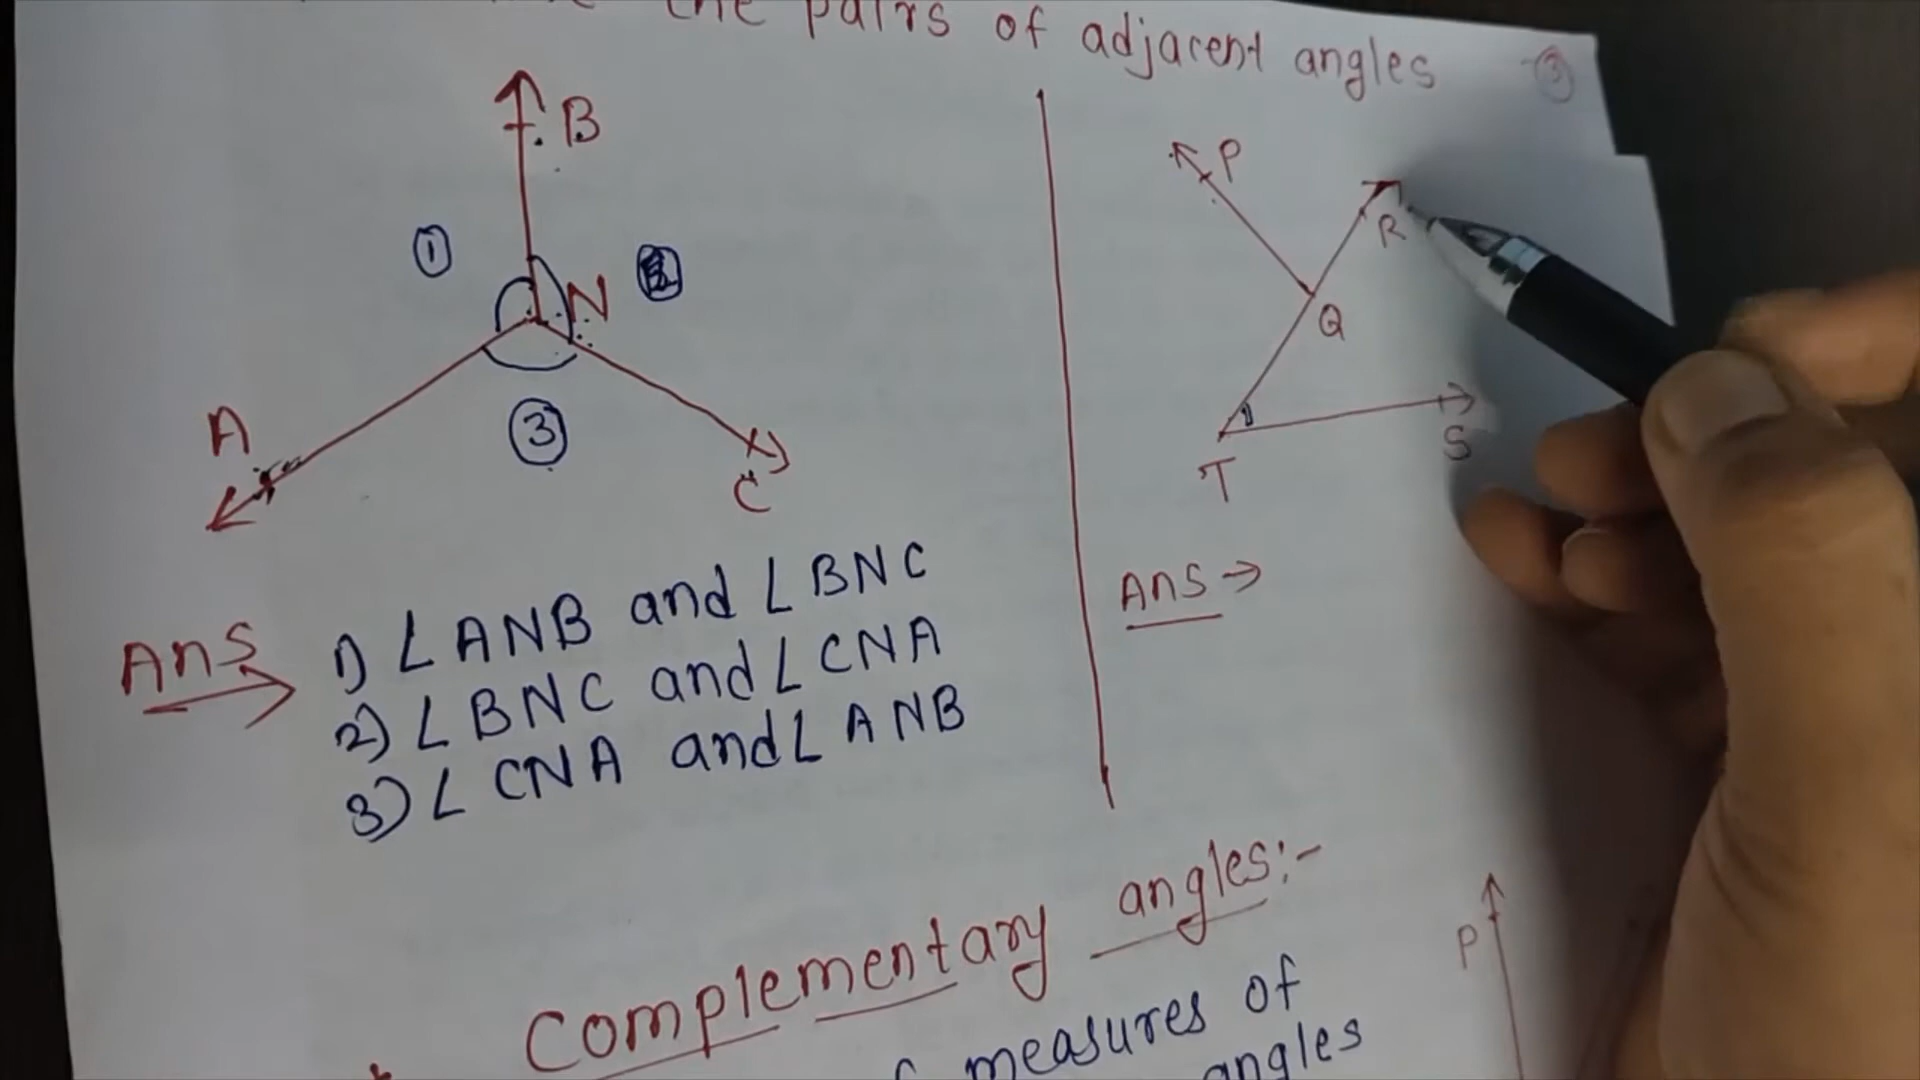 the pairs of adjacent angles
3
B
1
N
A
3
C
P
R
Q
T
S
Ans
1) ∠ ANB and ∠ BNC
2) ∠ BNC and ∠ CNA
3) ∠ CNA and ∠ ANB
Ans →
Complementary angles:-
measures of
angles
P